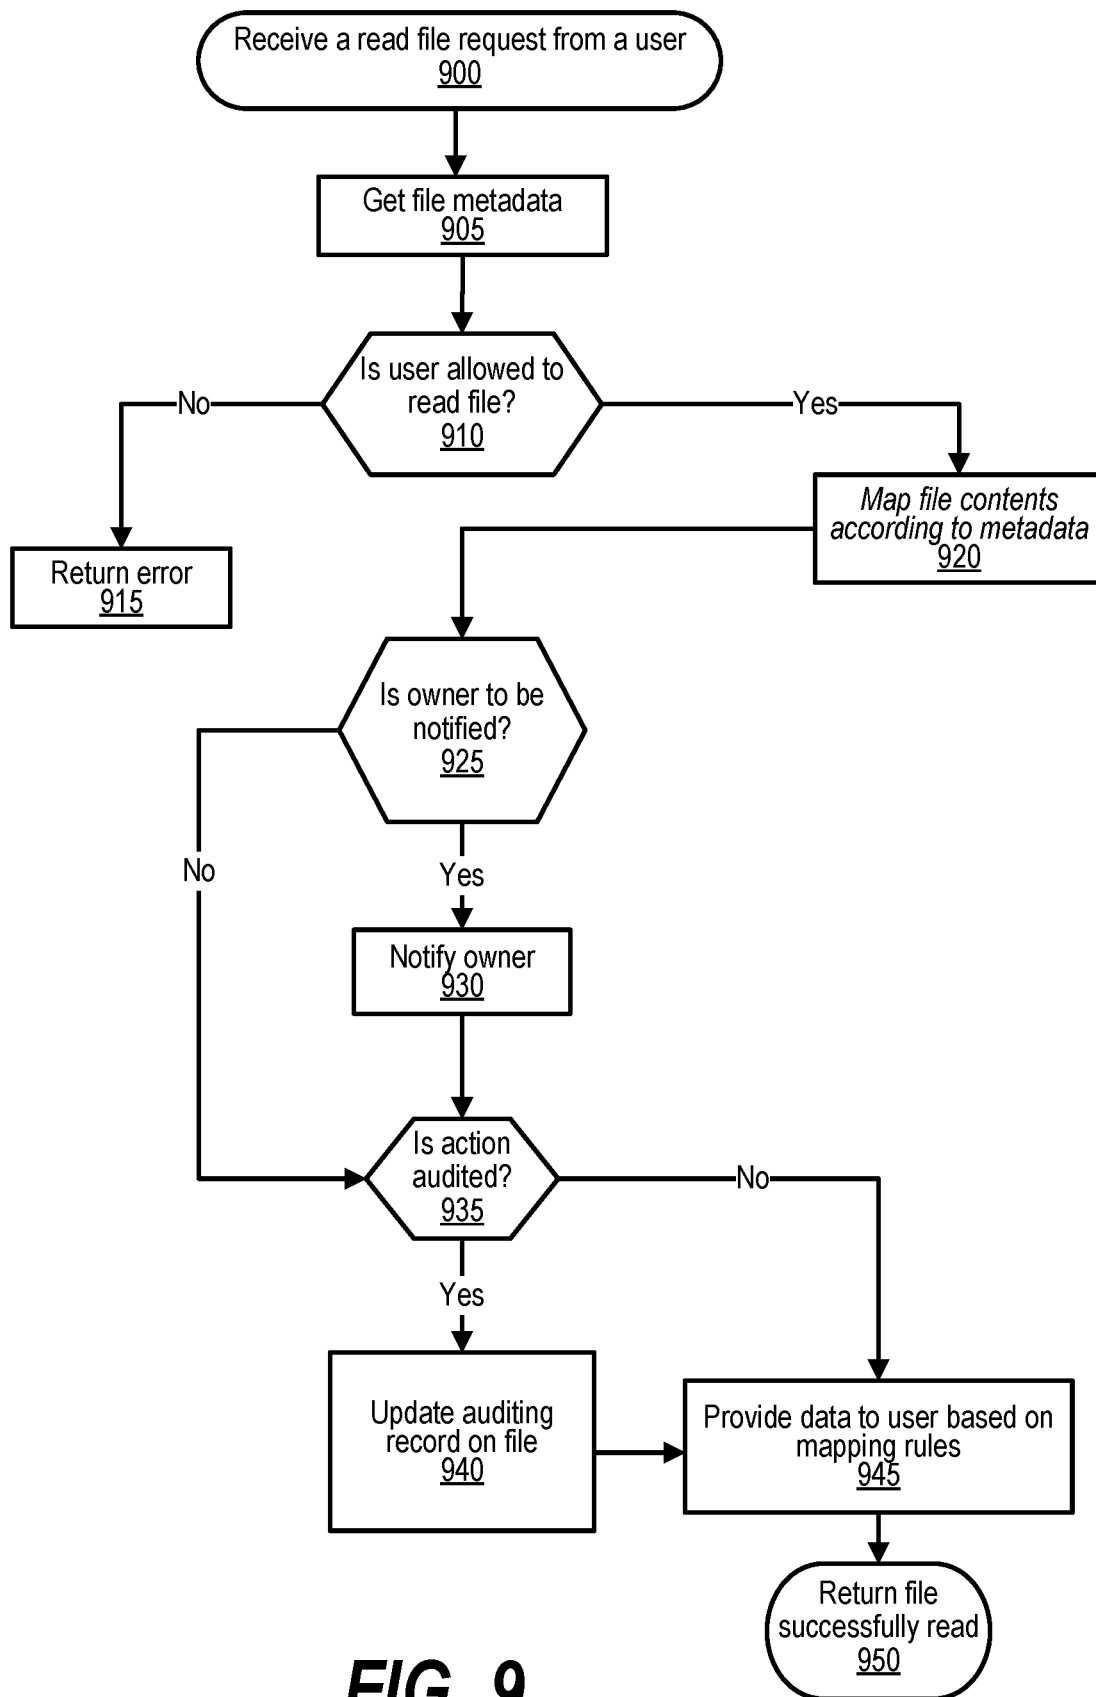 Receive a read file request from a user
900
Get file metadata
905
Is user allowed to
read file?
910
No
Yes
Map file contents
according to metadata
920
Return error
915
Is owner to be
notified?
925
No
Yes
Notify owner
930
Is action
audited?
935
No
Yes
Update auditing
record on file
940
Provide data to user based on
mapping rules
945
Return file
successfully read
950
FIG. 9